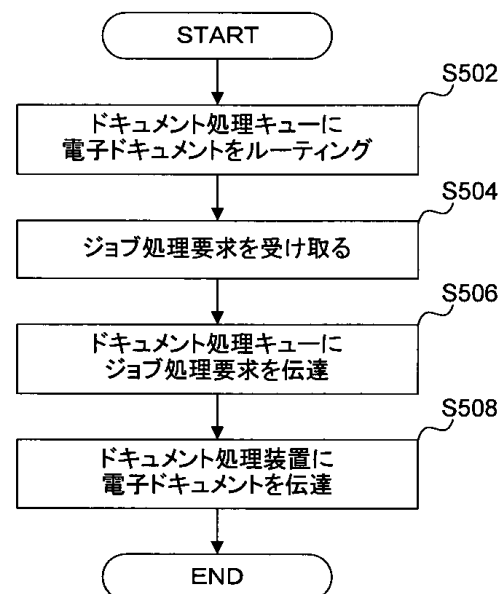 START
S502
ドキュメント処理キューに
電子ドキュメントをルーティング
S504
ジョブ処理要求を受け取る
S506
ドキュメント処理キューに
ジョブ処理要求を伝達
S508
ドキュメント処理装置に
電子ドキュメントを伝達
END